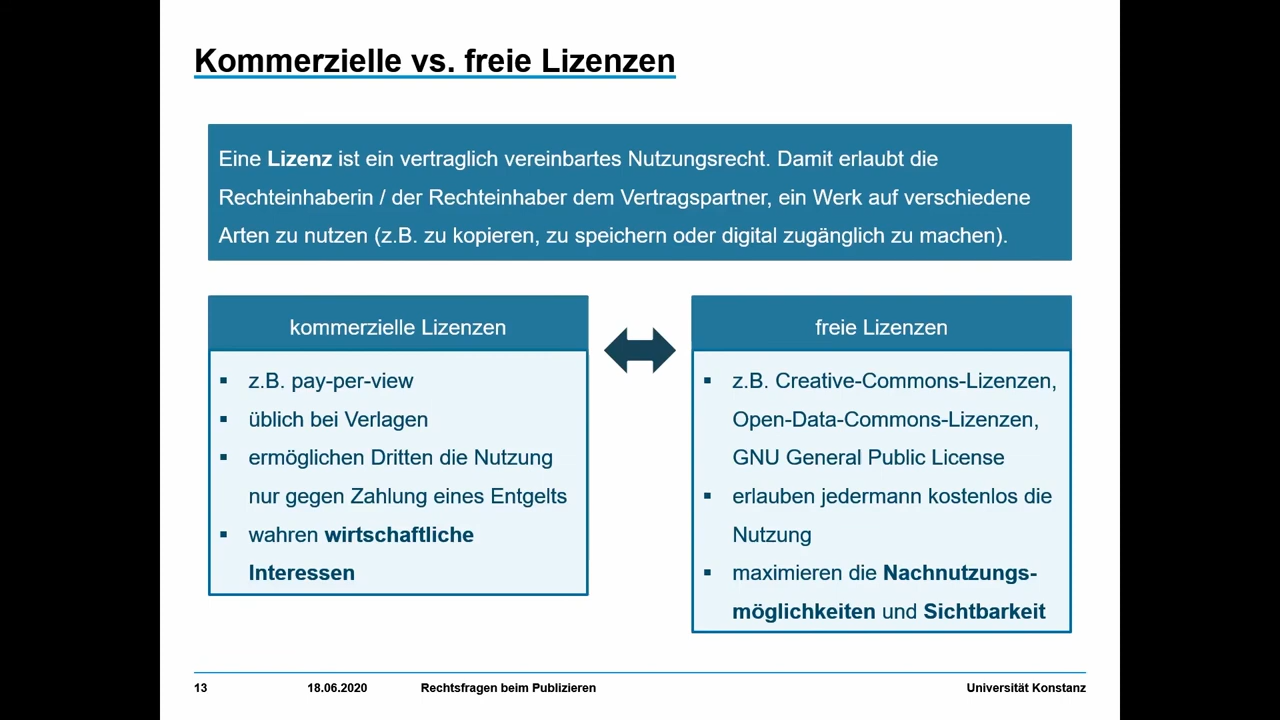 Kommerzielle vs. freie Lizenzen
Eine Lizenz ist ein vertraglich vereinbartes Nutzungsrecht. Damit erlaubt die
Rechteinhaberin / der Rechteinhaber dem Vertragspartner, ein Werk auf verschiedene
Arten zu nutzen (z.B. zu kopieren, zu speichern oder digital zugänglich zu machen).
kommerzielle Lizenzen
▪ z.B. pay-per-view
▪ üblich bei Verlagen
▪ ermöglichen Dritten die Nutzung
nur gegen Zahlung eines Entgelts
▪ wahren wirtschaftliche
Interessen
freie Lizenzen
▪ z.B. Creative-Commons-Lizenzen,
Open-Data-Commons-Lizenzen,
GNU General Public License
▪ erlauben jedermann kostenlos die
Nutzung
▪ maximieren die Nachnutzungs-
möglichkeiten und Sichtbarkeit
13 18.06.2020 Rechtsfragen beim Publizieren Universität Konstanz